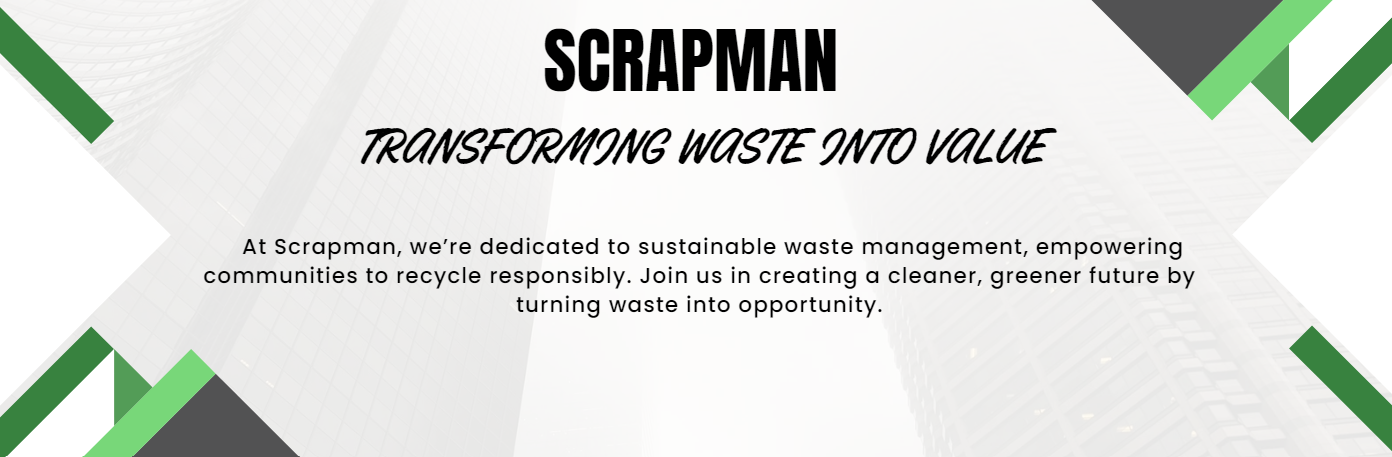 SCRAPMAN
TRANSFORMING WASTE INTO VALUE
At Scrapman, we’re dedicated to sustainable waste management, empowering
communities to recycle responsibly. Join us in creating a cleaner, greener future by
turning waste into opportunity.